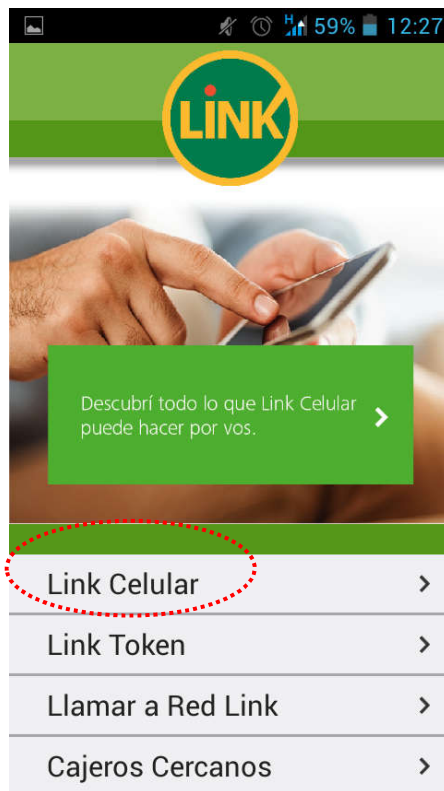 H 59% 12:27
LINK
Descubrí todo lo que Link Celular
puede hacer por vos.
Link Celular
Link Token
Llamar a Red Link
Cajeros Cercanos